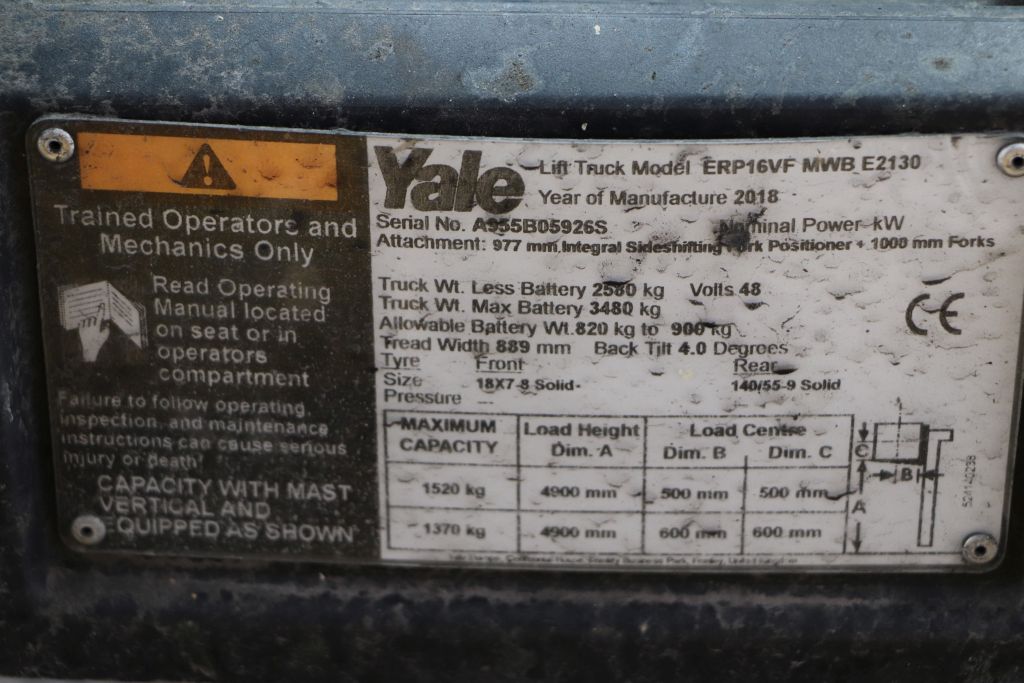 Trained Operators and
Mechanics Only
Read Operating
Manual located
on seat or in
operators
compartment
Failure to follow operating,
inspection, and maintenance
instructions can cause serious
injury or death!
CAPACITY WITH MAST
VERTICAL AND
EQUIPPED AS SHOWN
Yale
Lift Truck Model ERP16VF MWB E2130
Year of Manufacture 2018
Serial No. A955B05926S Nominal Power kW
Attachment: 977 mm Integral Sideshifting Fork Positioner + 1000 mm Forks
Truck Wt. Less Battery 2580 kg Volts 48
Truck Wt. Max Battery 3480 kg
Allowable Battery Wt. 820 kg to 900 kg
Tread Width 889 mm Back Tilt 4.0 Degrees
Tyre Front Rear
Size 18X7-8 Solid 140/55-9 Solid
Pressure
MAXIMUM CAPACITY Load Height Dim. A Load Centre Dim. B Dim. C
1520 kg 4900 mm 500 mm 500 mm
1370 kg 4900 mm 600 mm 600 mm
CE
C
B
A